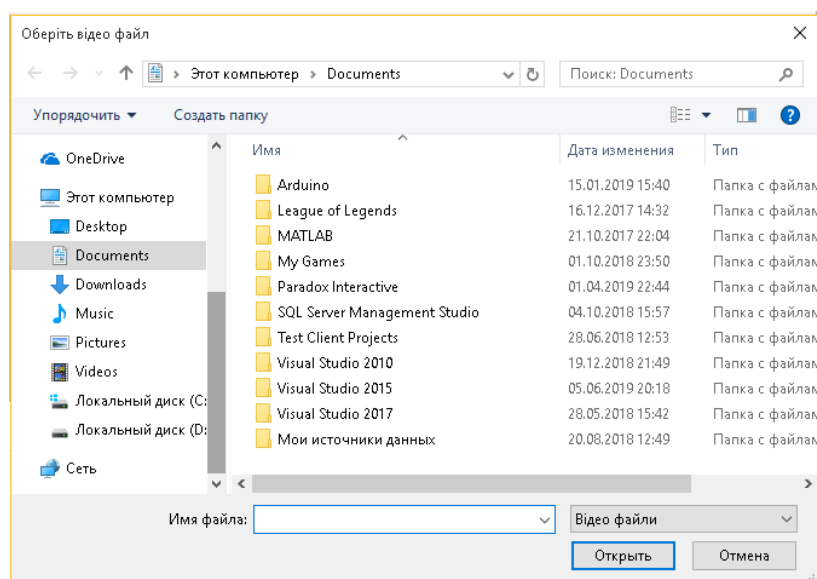 Оберіть відео файл
Этот компьютер Documents
Поиск: Documents
Упорядочить Создать папку
OneDrive
Этот компьютер
Desktop
Documents
Downloads
Music
Pictures
Videos
Локальный диск (C:
Локальный диск (D:
Сеть
Имя Дата изменения Тип
Arduino 15.01.2019 15:40 Папка с файлам
League of Legends 16.12.2017 14:32 Папка с файлам
MATLAB 21.10.2017 22:04 Папка с файлам
My Games 01.10.2018 23:50 Папка с файлам
Paradox Interactive 01.04.2019 22:44 Папка с файлам
SQL Server Management Studio 04.10.2018 15:57 Папка с файлам
Test Client Projects 28.06.2018 12:53 Папка с файлам
Visual Studio 2010 19.12.2018 21:49 Папка с файлам
Visual Studio 2015 05.06.2019 20:18 Папка с файлам
Visual Studio 2017 28.05.2018 15:42 Папка с файлам
Мои источники данных 20.08.2018 12:49 Папка с файлам
Имя файла: Відео файли
Открыть Отмена